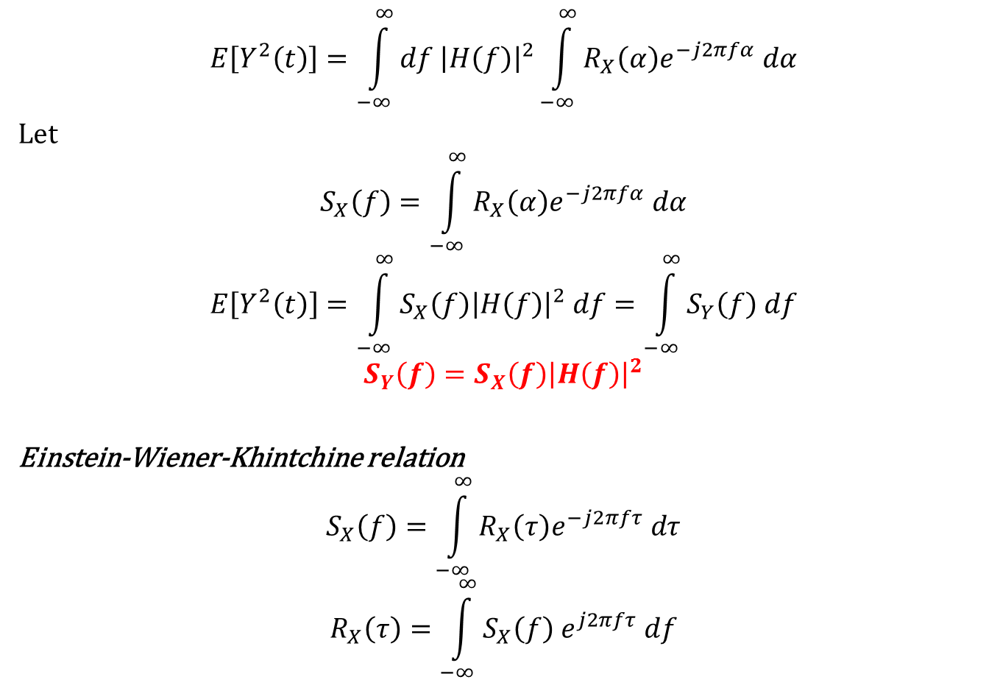 E[Y²(t)] = ∫_{−∞}^{∞} df |H(f)|² ∫_{−∞}^{∞} R_X(α)e^{−j2πfα} dα
Let
S_X(f) = ∫_{−∞}^{∞} R_X(α)e^{−j2πfα} dα
E[Y²(t)] = ∫_{−∞}^{∞} S_X(f)|H(f)|² df = ∫_{−∞}^{∞} S_Y(f) df
S_Y(f) = S_X(f)|H(f)|²
Einstein-Wiener-Khintchine relation
S_X(f) = ∫_{−∞}^{∞} R_X(τ)e^{−j2πfτ} dτ
R_X(τ) = ∫_{−∞}^{∞} S_X(f) e^{j2πfτ} df